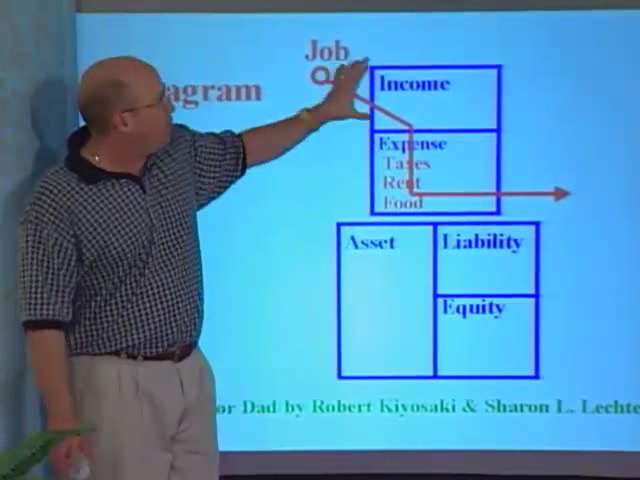 Job
agram
Income
Expense
Taxes
Rent
Food
Asset
Liability
Equity
or Dad by Robert Kiyosaki & Sharon L. Lechte